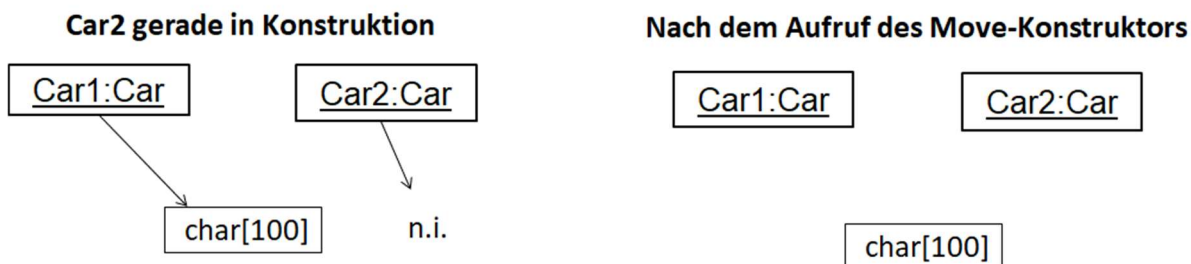 Car2 gerade in Konstruktion
Car1:Car
Car2:Car
char[100]
n.i.
Nach dem Aufruf des Move-Konstruktors
Car1:Car
Car2:Car
char[100]